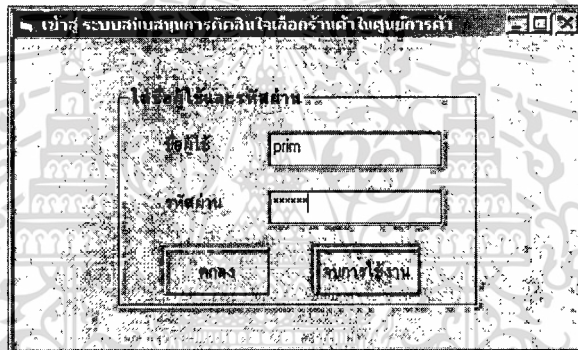 เข้าสู่ ระบบสนับสนุนการตัดสินใจเลือกร้านค้าในศูนย์การค้า
ใส่ชื่อผู้ใช้และรหัสผ่าน
ชื่อผู้ใช้
prim
รหัสผ่าน
******
ตกลง
จบการใช้งาน